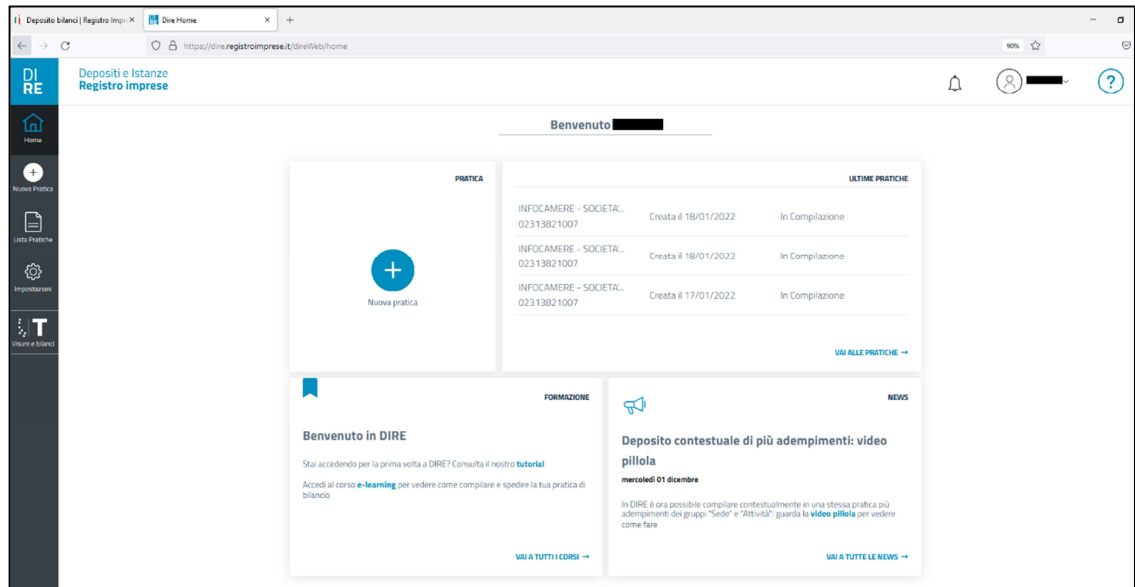 Deposito bilanci | Registro Impr
Dire Home
https://dire.registroimprese.it/direWeb/home
90%
DI
RE
Depositi e Istanze
Registro imprese
?
Home
Nuova Pratica
Lista Pratiche
Impostazioni
T
Visure e bilanci
Benvenuto
PRATICA
Nuova pratica
ULTIME PRATICHE
INFOCAMERE - SOCIETA'... Creata il 18/01/2022 In Compilazione
02313821007
INFOCAMERE - SOCIETA'... Creata il 18/01/2022 In Compilazione
02313821007
INFOCAMERE - SOCIETA'... Creata il 17/01/2022 In Compilazione
02313821007
VAI ALLE PRATICHE →
FORMAZIONE
Benvenuto in DIRE
Stai accedendo per la prima volta a DIRE? Consulta il nostro tutorial
Accedi al corso e-learning per vedere come compilare e spedire la tua pratica di
bilancio
VAI A TUTTI I CORSI →
NEWS
Deposito contestuale di più adempimenti: video
pillola
mercoledì 01 dicembre
In DIRE è ora possibile compilare contestualmente in una stessa pratica più
adempimenti dei gruppi "Sede" e "Attività": guarda la video pillola per vedere
come fare
VAI A TUTTE LE NEWS →